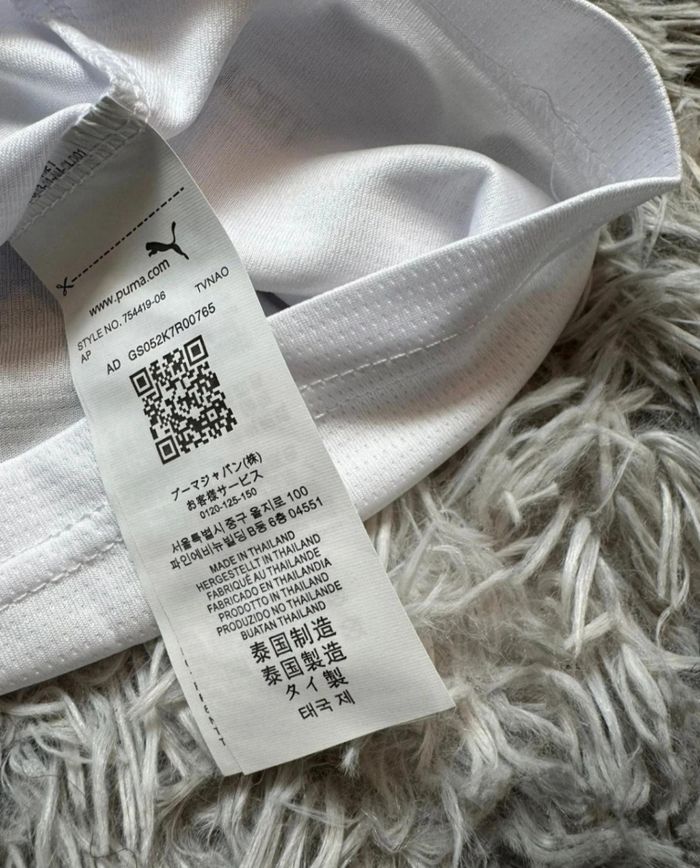 www.puma.com
STYLE NO. 754419-06 TVNAO
AP
AD GS052K7R00765
プーマジャパン(株)
お客様サービス
0120-125-150
서울특별시 중구 을지로 100
파인에비뉴빌딩 B동 6층 04551
MADE IN THAILAND
HERGESTELLT IN THAILAND
FABRIQUÉ AU THAÏLANDE
FABRICADO EN THAILANDIA
PRODOTTO IN THAILAND
PRODUZIDO NA THAILANDE
BUATAN THAILAND
泰国制造
泰國製造
タイ製
태국 제